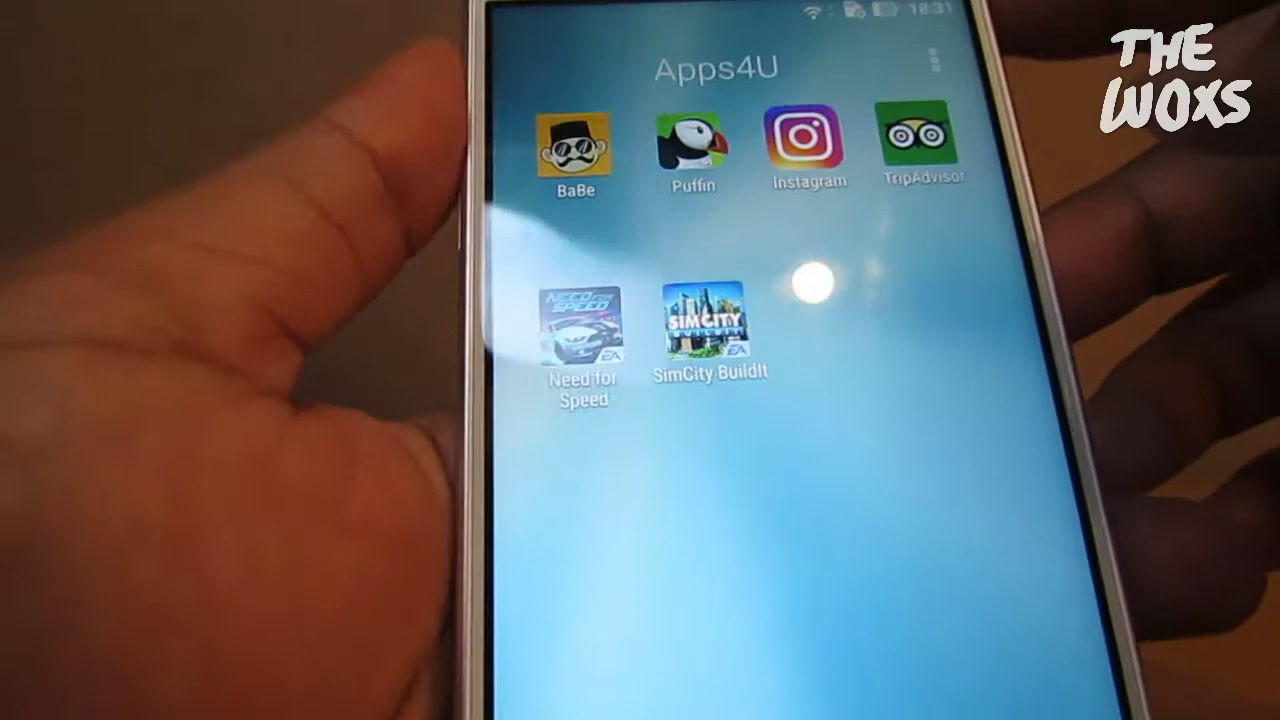 18:31
THE
WOXS
Apps4U
BaBe
Puffin
Instagram
TripAdvisor
NEED FOR
SPEED
EA
SIMCITY
BUILDIT
EA
Need for
Speed
SimCity BuildIt